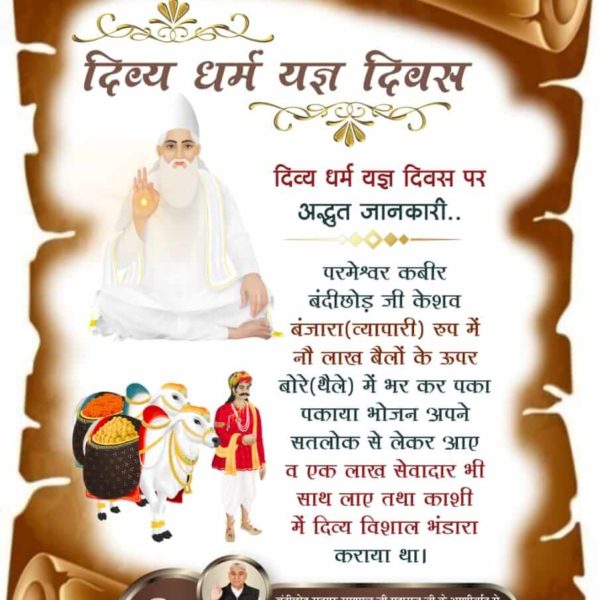 दिव्य धर्म यज्ञ दिवस
दिव्य धर्म यज्ञ दिवस पर
अद्भुत जानकारी..
परमेश्वर कबीर
बंदीछोड़ जी केशव
बंजारा(व्यापारी) रुप में
नौ लाख बैलों के ऊपर
बोरे(थैले) में भर कर पका
पकाया भोजन अपने
सतलोक से लेकर आए
व एक लाख सेवादार भी
साथ लाए तथा काशी
में दिव्य विशाल भंडारा
कराया था।